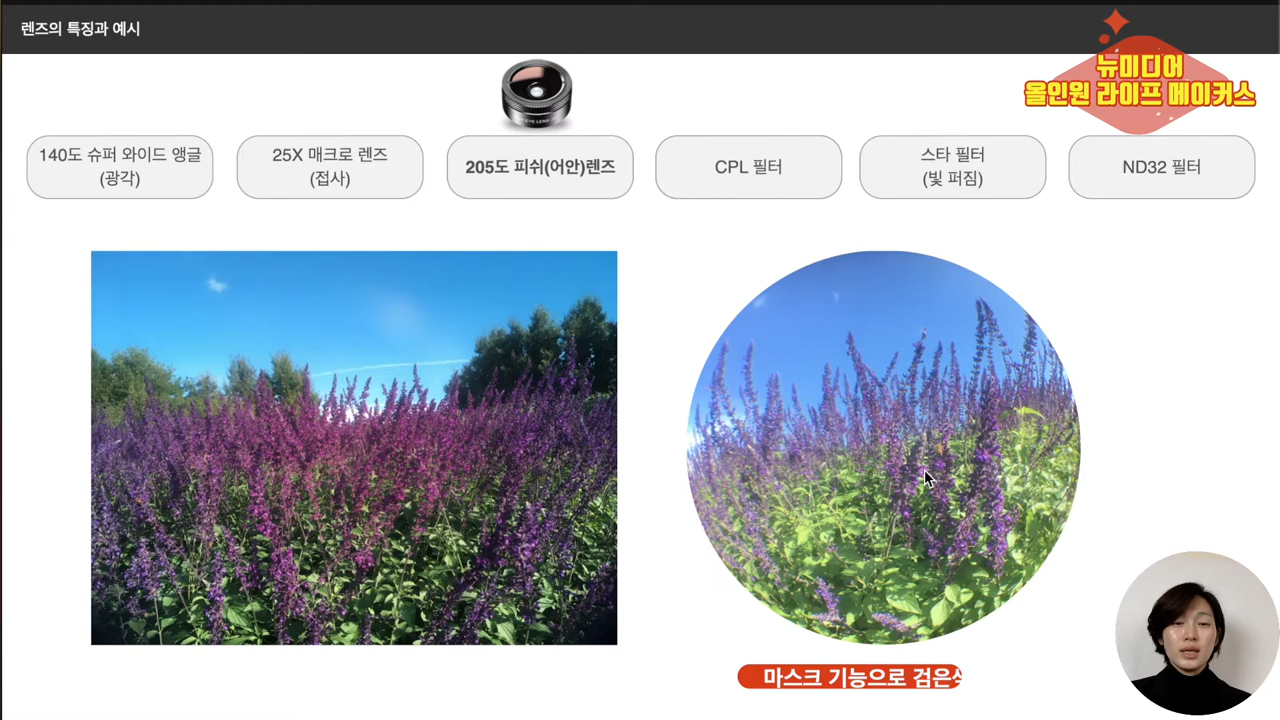 렌즈의 특징과 예시
뉴미디어
올인원 라이프 메이커스
EYE LENS
140도 슈퍼 와이드 앵글
(광각)
25X 매크로 렌즈
(접사)
205도 피쉬(어안)렌즈
CPL 필터
스타 필터
(빛 퍼짐)
ND32 필터
마스크 기능으로 검은